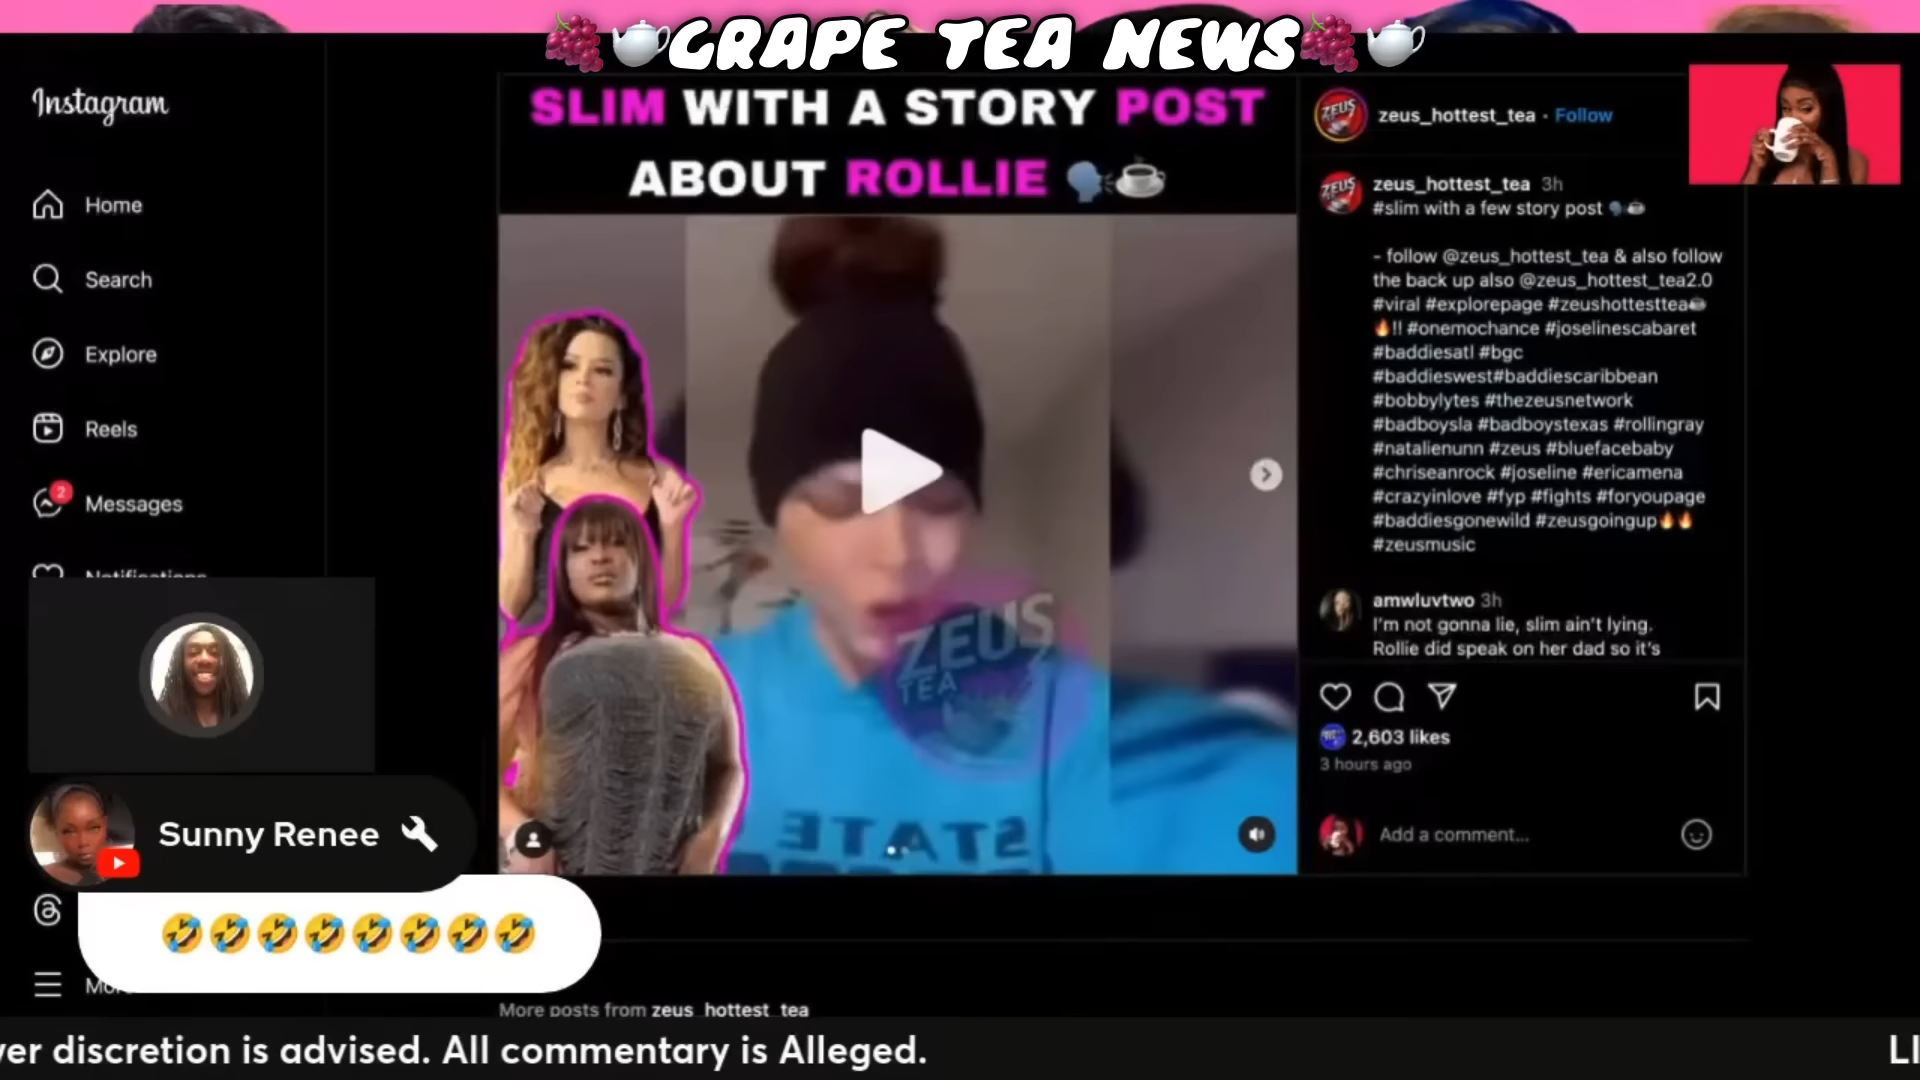 GRAPE TEA NEWS
Instagram
Home
Search
Explore
Reels
2
Messages
Notifications
SLIM WITH A STORY POST
ABOUT ROLLIE
ZEUS
TEA
STATE
zeus_hottest_tea • Follow
zeus_hottest_tea 3h
#slim with a few story post
- follow @zeus_hottest_tea & also follow
the back up also @zeus_hottest_tea2.0
#viral #explorepage #zeushottesttea
!! #onemochance #joselinescabaret
#baddiesatl #bgc
#baddieswest#baddiescaribbean
#bobbylytes #thezeusnetwork
#badboysla #badboystexas #rollingray
#natalienunn #zeus #bluefacebaby
#chriseanrock #joseline #ericamena
#crazyinlove #fyp #fights #foryoupage
#baddiesgonewild #zeusgoingup
#zeusmusic
amwluvtwo 3h
I'm not gonna lie, slim ain't lying.
Rollie did speak on her dad so it's
2,603 likes
3 hours ago
Add a comment...
Sunny Renee
More
More posts from zeus_hottest_tea
ver discretion is advised. All commentary is Alleged.
LI